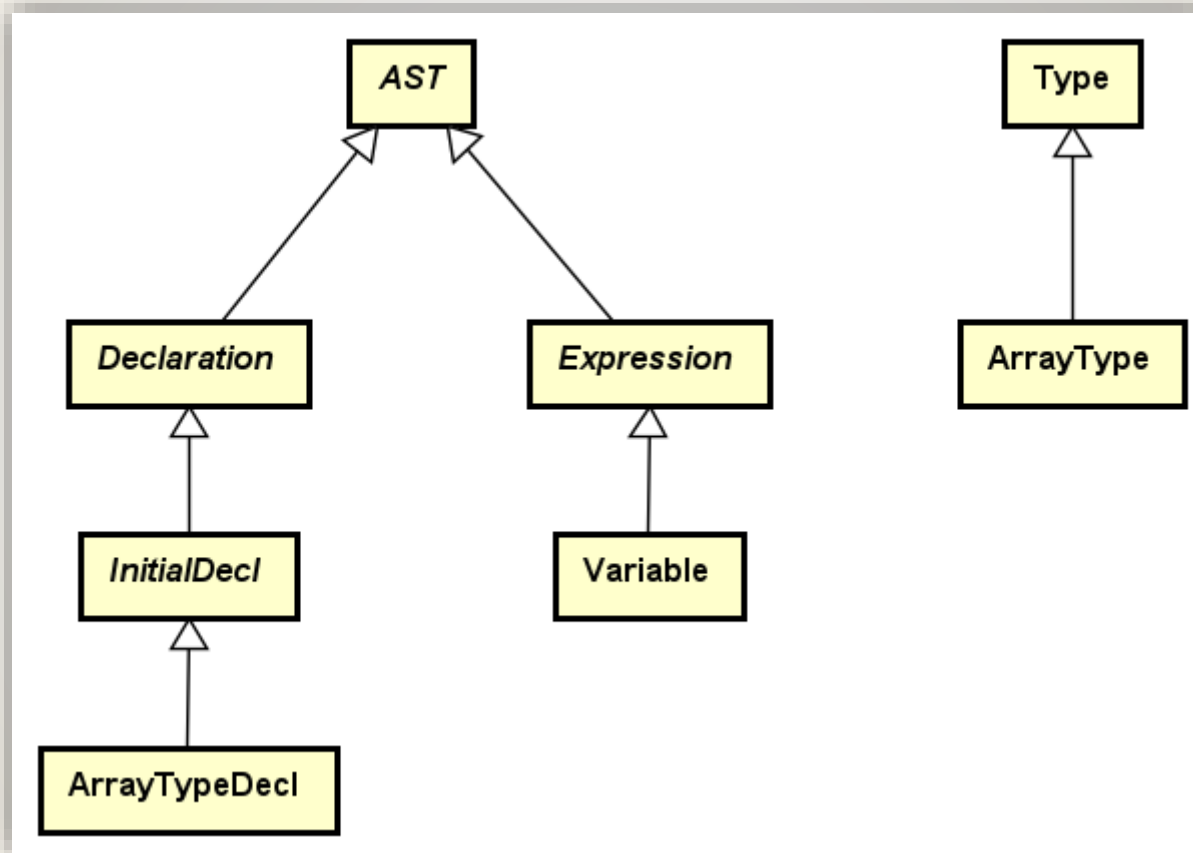 AST
Type
Declaration
Expression
ArrayType
InitialDecl
Variable
ArrayTypeDecl